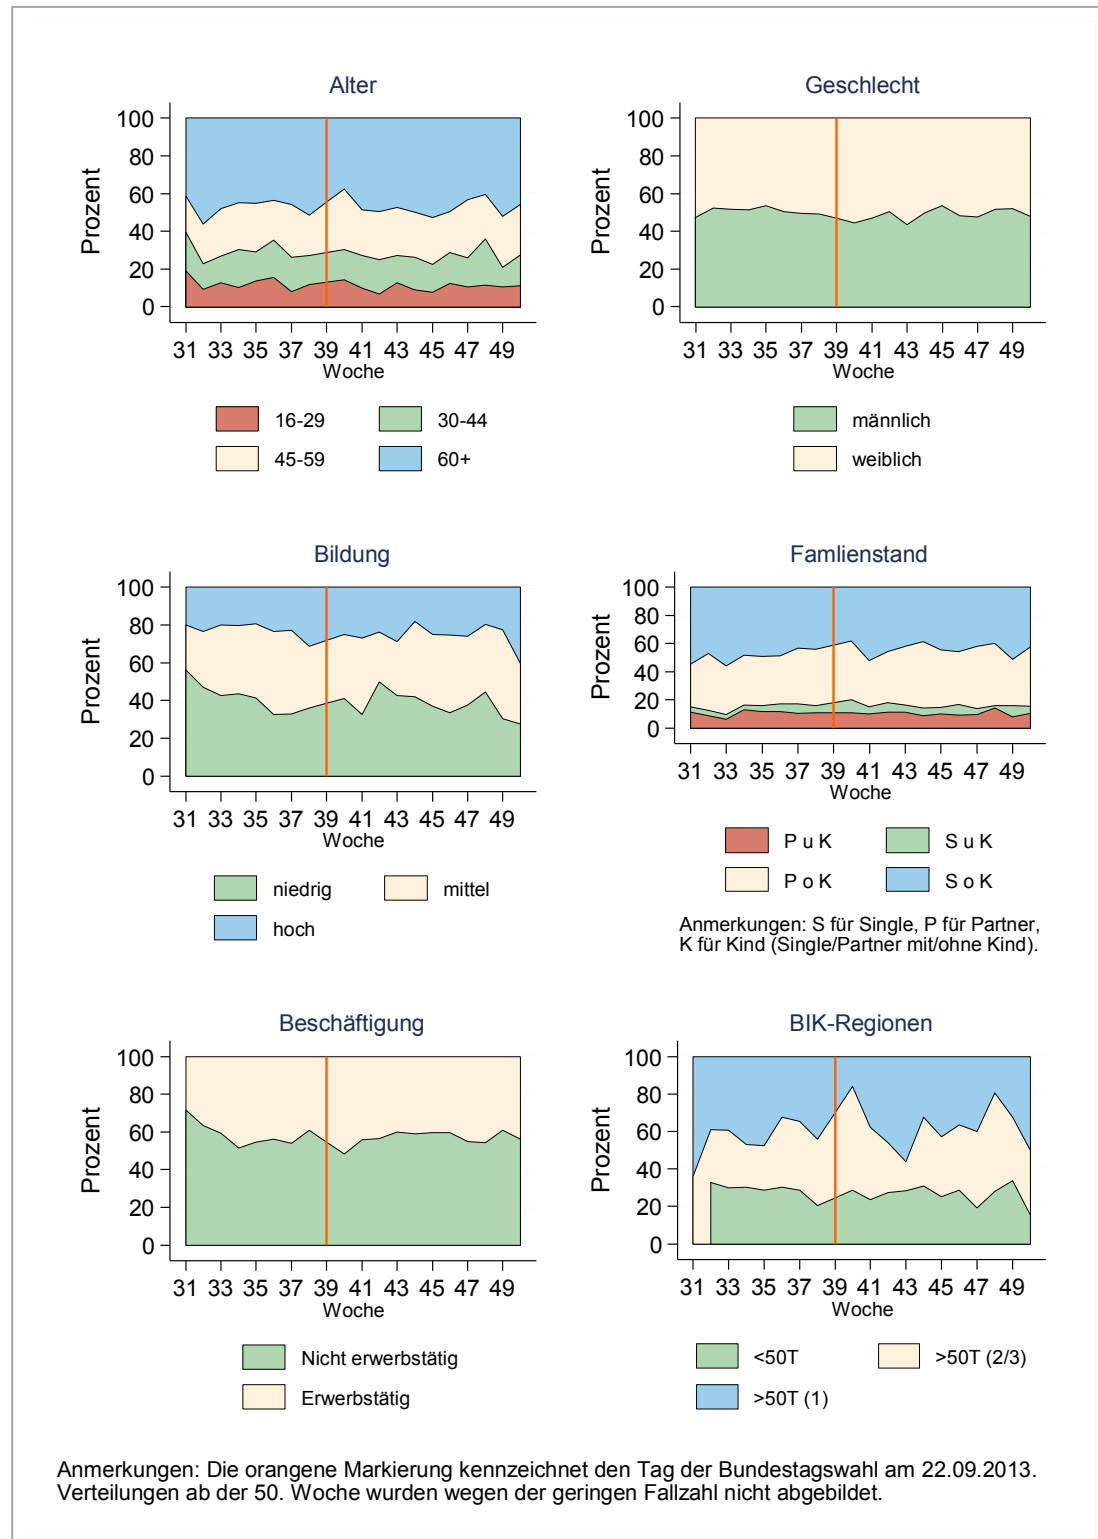 Alter
Prozent
100
80
60
40
20
0
31 33 35 37 39 41 43 45 47 49
Woche
16-29 30-44
45-59 60+
Geschlecht
Prozent
100
80
60
40
20
0
31 33 35 37 39 41 43 45 47 49
Woche
männlich
weiblich
Bildung
Prozent
100
80
60
40
20
0
31 33 35 37 39 41 43 45 47 49
Woche
niedrig mittel
hoch
Famlienstand
Prozent
100
80
60
40
20
0
31 33 35 37 39 41 43 45 47 49
Woche
P u K S u K
P o K S o K
Anmerkungen: S für Single, P für Partner,
K für Kind (Single/Partner mit/ohne Kind).
Beschäftigung
Prozent
100
80
60
40
20
0
31 33 35 37 39 41 43 45 47 49
Woche
Nicht erwerbstätig
Erwerbstätig
BIK-Regionen
Prozent
100
80
60
40
20
0
31 33 35 37 39 41 43 45 47 49
Woche
<50T >50T (2/3)
>50T (1)
Anmerkungen: Die orangene Markierung kennzeichnet den Tag der Bundestagswahl am 22.09.2013.
Verteilungen ab der 50. Woche wurden wegen der geringen Fallzahl nicht abgebildet.